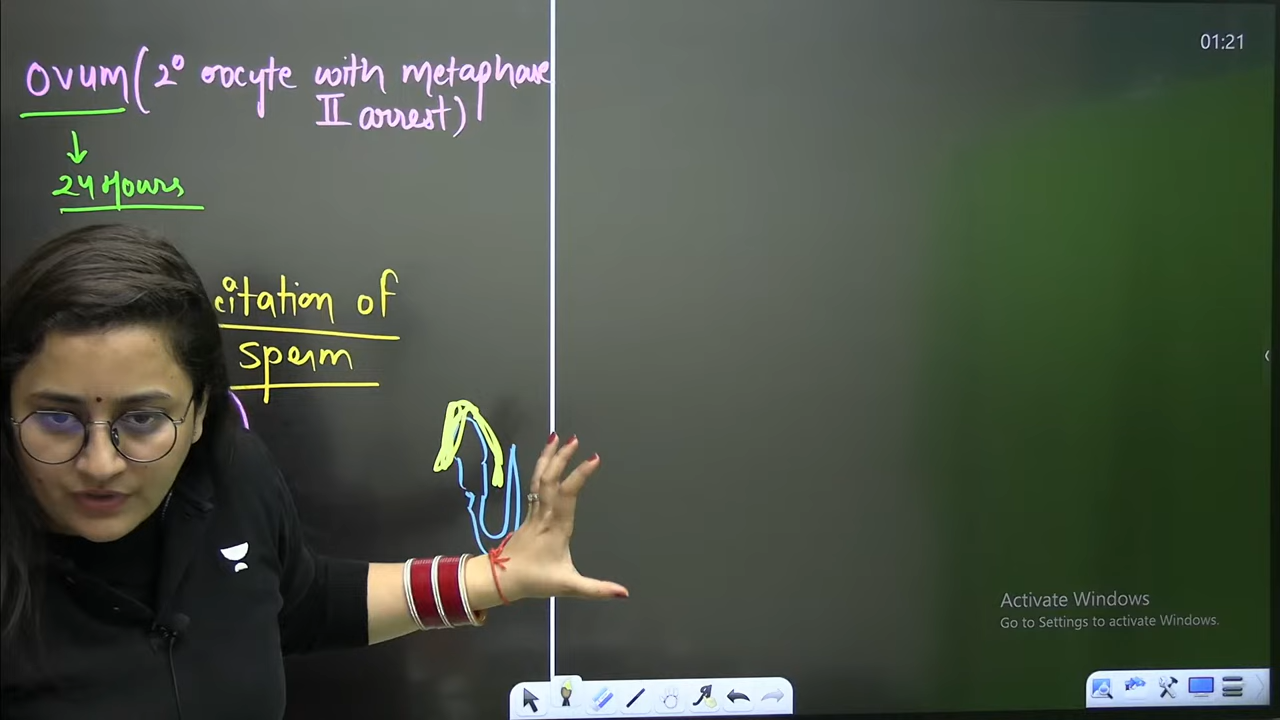 01:21
Ovum (2° oocyte with metaphase
II arrest)
24 Hours
citation of
sperm
Activate Windows
Go to Settings to activate Windows.